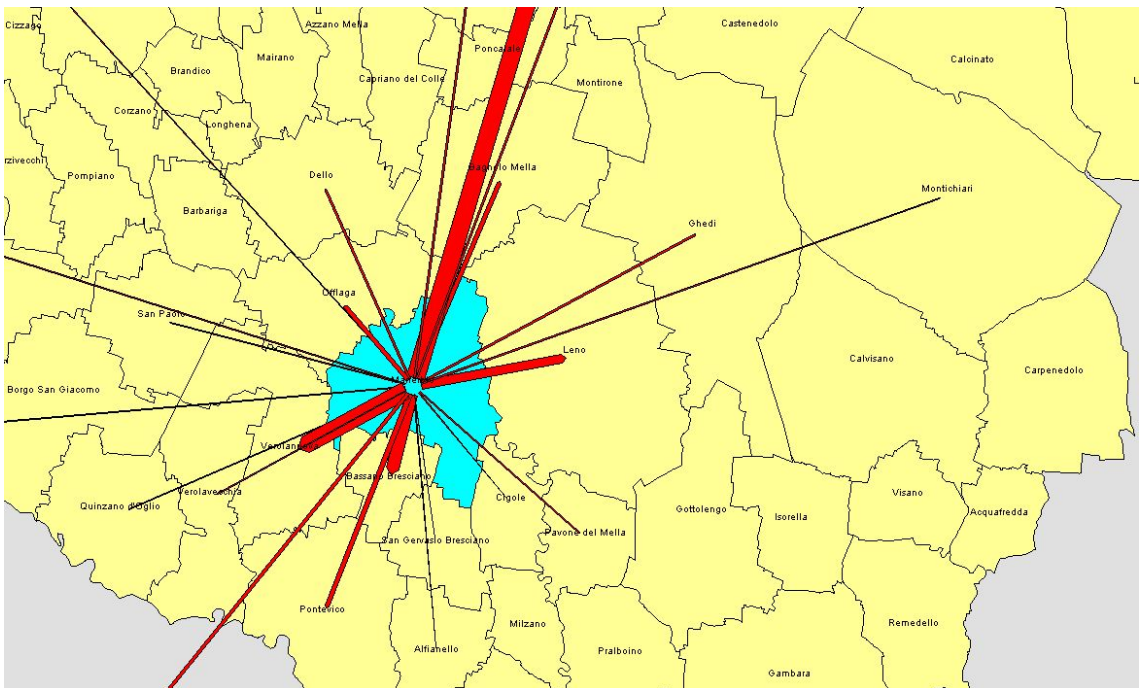 Cizzago
Azzano Mella
Castenedolo
Brandico
Mairano
Poncarale
Calcinato
Capriano del Colle
Montirone
Corzano
Longhena
Bagnolo Mella
Pompiano
Dello
Montichiari
Barbariga
Ghedi
Offlaga
San Paolo
Leno
Calvisano
Carpenedolo
Borgo San Giacomo
Bassano Bresciano
Verolavecchia
Cigole
Visano
Quinzano d'Oglio
Gottolengo
Acquafredda
Isorella
Pavone del Mella
San Gervasio Bresciano
Pontevico
Milzano
Remedello
Alfianello
Pralboino
Gambara